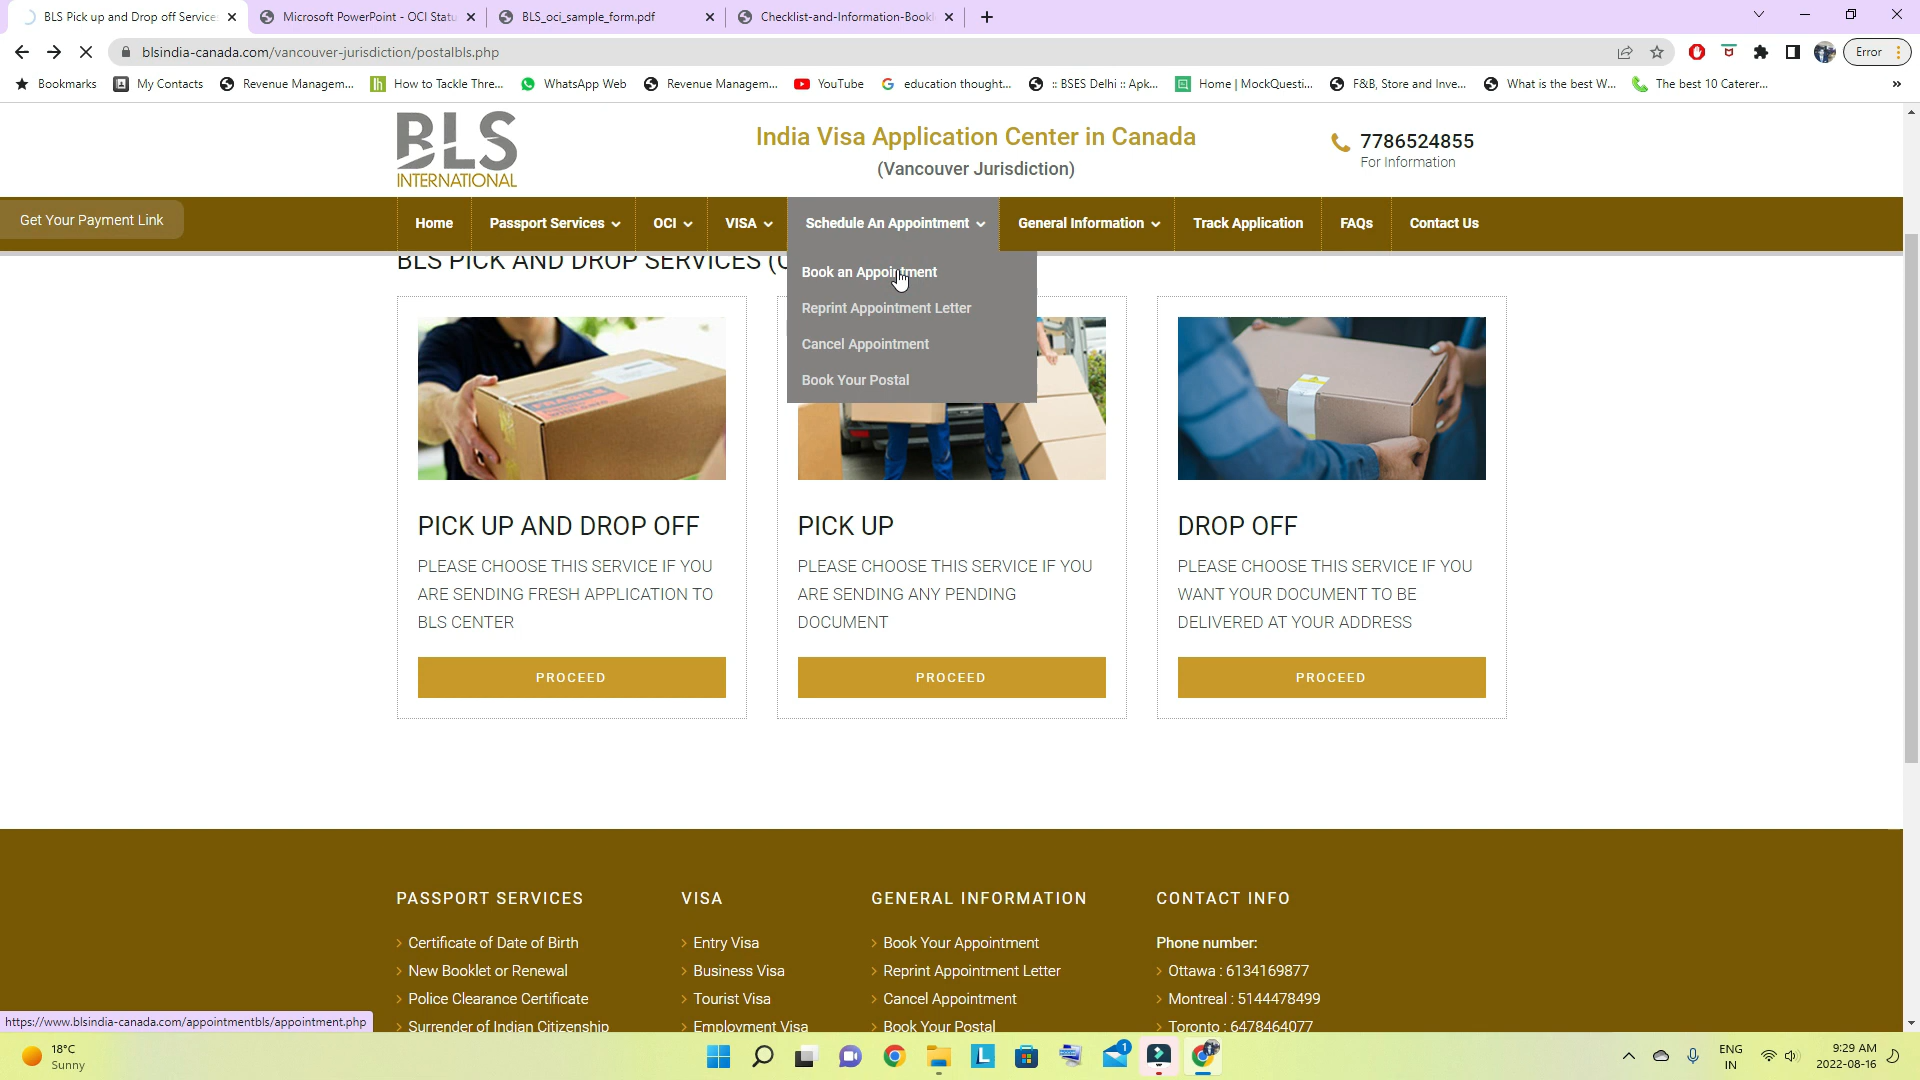 BLS Pick up and Drop off Service
Microsoft PowerPoint - OCI Statu
BLS_oci_sample_form.pdf
Checklist-and-Information-Bookl
blsindia-canada.com/vancouver-jurisdiction/postalbls.php
Error
Bookmarks
My Contacts
Revenue Managem...
How to Tackle Thre...
WhatsApp Web
Revenue Managem...
YouTube
education thought...
:: BSES Delhi :: Apk...
Home | MockQuesti...
F&B, Store and Inve...
What is the best W...
The best 10 Caterer...
BLS
INTERNATIONAL
India Visa Application Center in Canada
(Vancouver Jurisdiction)
7786524855
For Information
Get Your Payment Link
Home
Passport Services
OCI
VISA
Schedule An Appointment
General Information
Track Application
FAQs
Contact Us
BLS PICK AND DROP SERVICES (
Book an Appointment
Reprint Appointment Letter
Cancel Appointment
Book Your Postal
PICK UP AND DROP OFF
PLEASE CHOOSE THIS SERVICE IF YOU
ARE SENDING FRESH APPLICATION TO
BLS CENTER
PROCEED
PICK UP
PLEASE CHOOSE THIS SERVICE IF YOU
ARE SENDING ANY PENDING
DOCUMENT
PROCEED
DROP OFF
PLEASE CHOOSE THIS SERVICE IF YOU
WANT YOUR DOCUMENT TO BE
DELIVERED AT YOUR ADDRESS
PROCEED
PASSPORT SERVICES
Certificate of Date of Birth
New Booklet or Renewal
Police Clearance Certificate
Surrender of Indian Citizenship
VISA
Entry Visa
Business Visa
Tourist Visa
Employment Visa
GENERAL INFORMATION
Book Your Appointment
Reprint Appointment Letter
Cancel Appointment
Book Your Postal
CONTACT INFO
Phone number:
Ottawa : 6134169877
Montreal : 5144478499
Toronto : 6478464077
https://www.blsindia-canada.com/appointmentbls/appointment.php
18°C
Sunny
1
ENG
IN
9:29 AM
2022-08-16